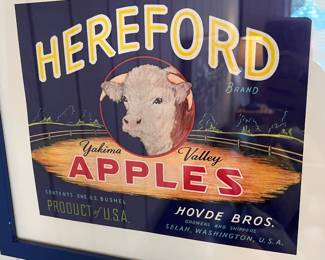 HEREFORD
BRAND
Yakima Valley
APPLES
CONTENTS ONE U.S. BUSHEL
PRODUCT of U.S.A.
HOVDE BROS.
GROWERS AND SHIPPERS
SELAH, WASHINGTON, U.S.A.